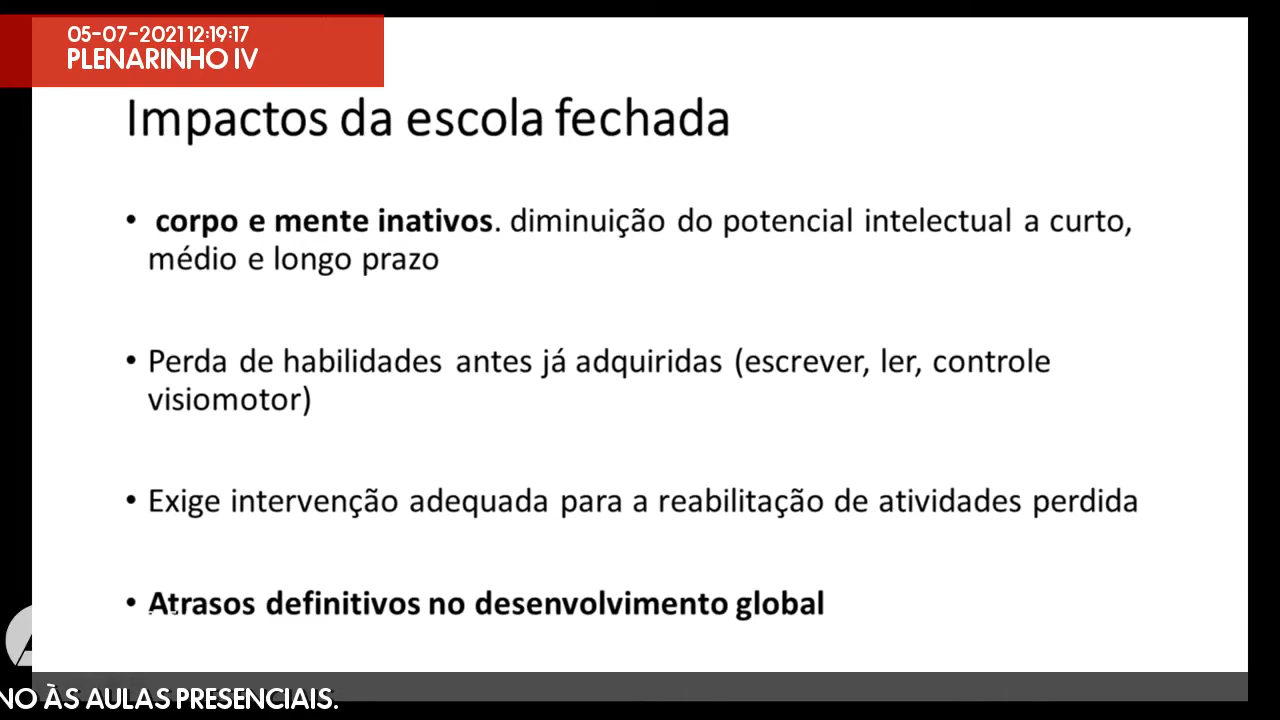 05-07-2021 12:19:17
PLENARINHO IV
Impactos da escola fechada
• corpo e mente inativos. diminuição do potencial intelectual a curto,
médio e longo prazo
• Perda de habilidades antes já adquiridas (escrever, ler, controle
visiomotor)
• Exige intervenção adequada para a reabilitação de atividades perdida
• Atrasos definitivos no desenvolvimento global
NO ÀS AULAS PRESENCIAIS.